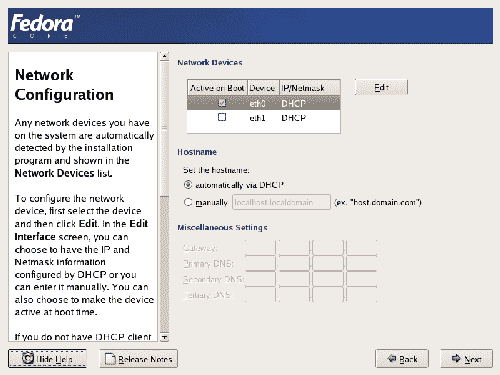 Fedora™
CORE
Network
Configuration
Any network devices you have
on the system are automatically
detected by the installation
program and shown in the
Network Devices list.
To configure the network
device, first select the device
and then click Edit. In the Edit
Interface screen, you can
choose to have the IP and
Netmask information
configured by DHCP or you
can enter it manually. You can
also choose to make the device
active at boot time.
If you do not have DHCP client
Network Devices
Active on Boot Device IP/Netmask
eth0 DHCP
eth1 DHCP
Edit
Hostname
Set the hostname:
automatically via DHCP
manually localhost.localdomain (ex. "host.domain.com")
Miscellaneous Settings
Gateway:
Primary DNS:
Secondary DNS:
Tertiary DNS:
Hide Help Release Notes Back Next